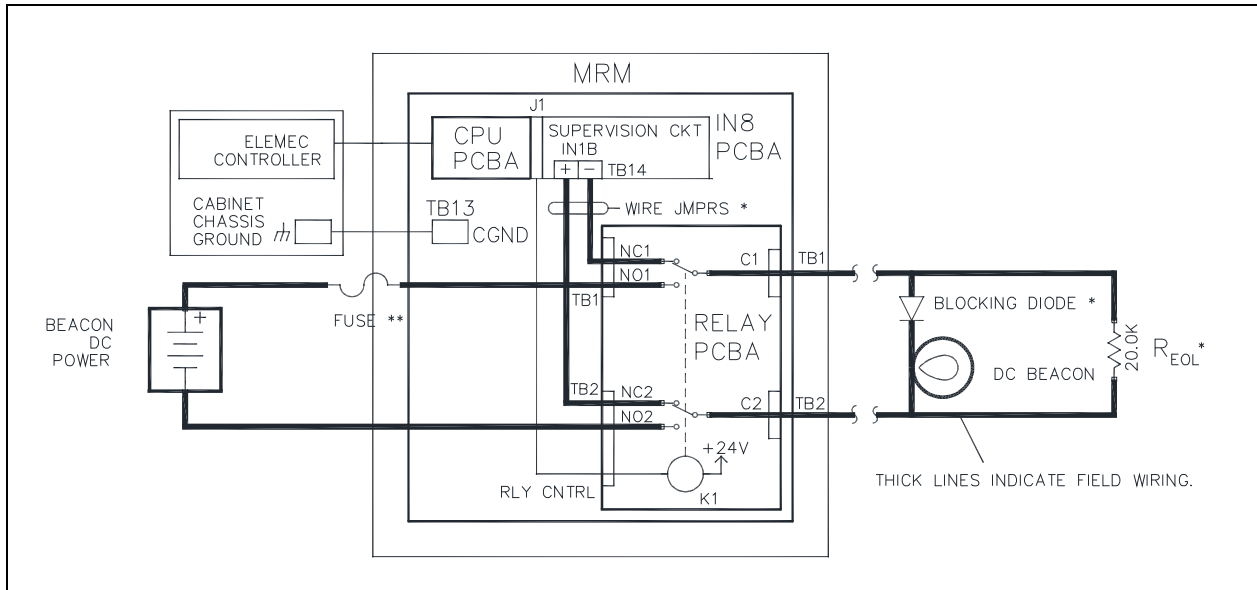 MRM
J1
ELEMEC
CONTROLLER
CPU
PCBA
SUPERVISION CKT
IN1B
+ −
TB14
IN8
PCBA
CABINET
CHASSIS
GROUND
TB13
CGND
WIRE JMPRS *
NC1
NO1
TB1
C1
TB1
FUSE **
BEACON
DC
POWER
+
RELAY
PCBA
BLOCKING DIODE *
DC BEACON
20.0K
REOL*
TB2
NC2
NO2
C2
TB2
+24V
RLY CNTRL
K1
THICK LINES INDICATE FIELD WIRING.